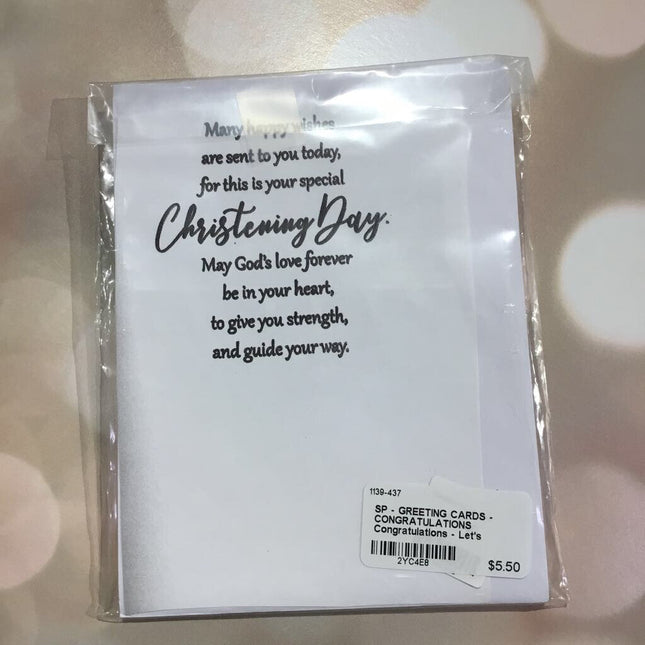 Many happy wishes
are sent to you today,
for this is your special
Christening Day.
May God's love forever
be in your heart,
to give you strength,
and guide your way.
1139-437
SP - GREETING CARDS -
CONGRATULATIONS
Congratulations - Let's
2YC4E8
$5.50